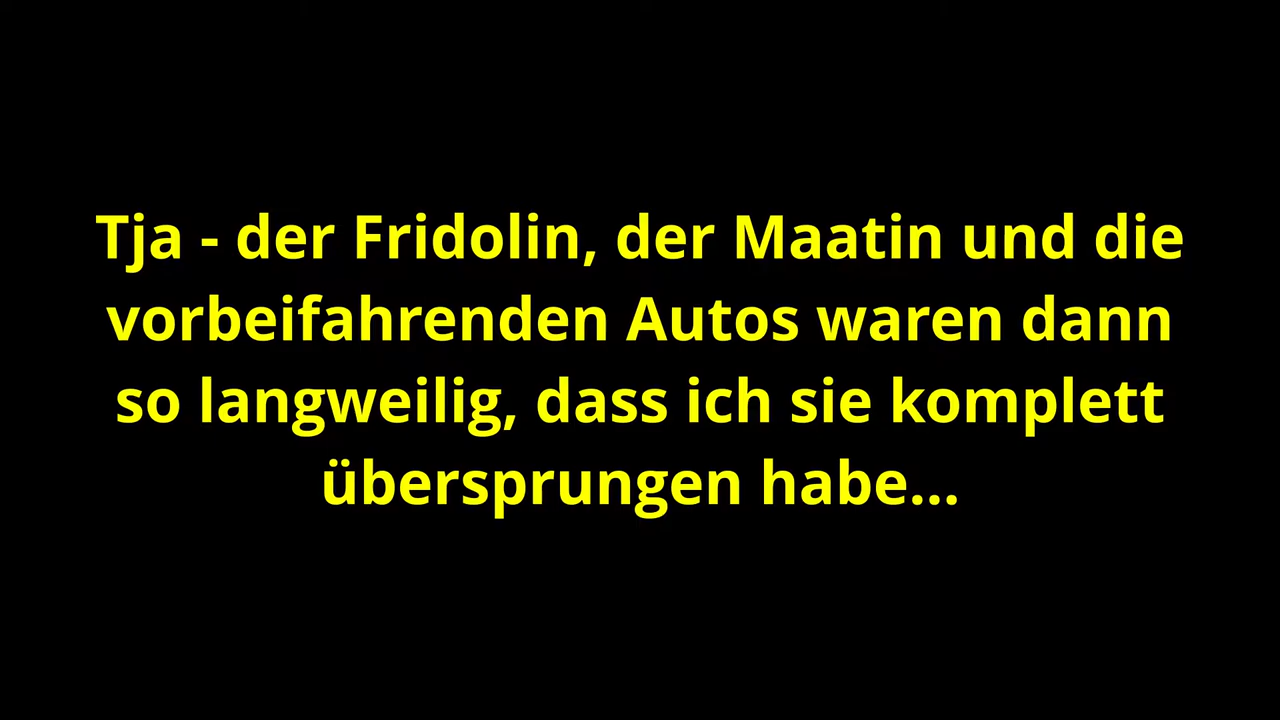 Tja - der Fridolin, der Maatin und die
vorbeifahrenden Autos waren dann
so langweilig, dass ich sie komplett
übersprungen habe...